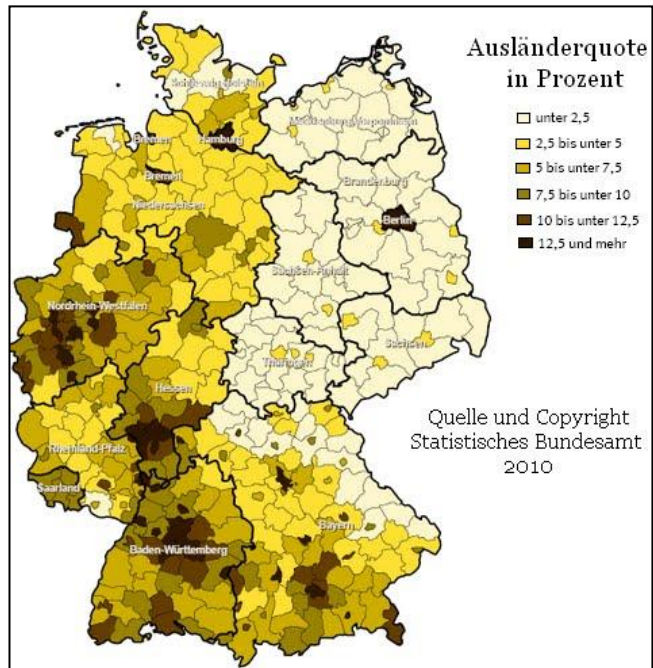 Ausländerquote
in Prozent
unter 2,5
2,5 bis unter 5
5 bis unter 7,5
7,5 bis unter 10
10 bis unter 12,5
12,5 und mehr
Schleswig-Holstein
Mecklenburg-Vorpommern
Bremen
Hamburg
Bremen
Brandenburg
Niedersachsen
Berlin
Sachsen-Anhalt
Nordrhein-Westfalen
Sachsen
Thüringen
Hessen
Rheinland-Pfalz
Saarland
Bayern
Baden-Württemberg
Quelle und Copyright
Statistisches Bundesamt
2010